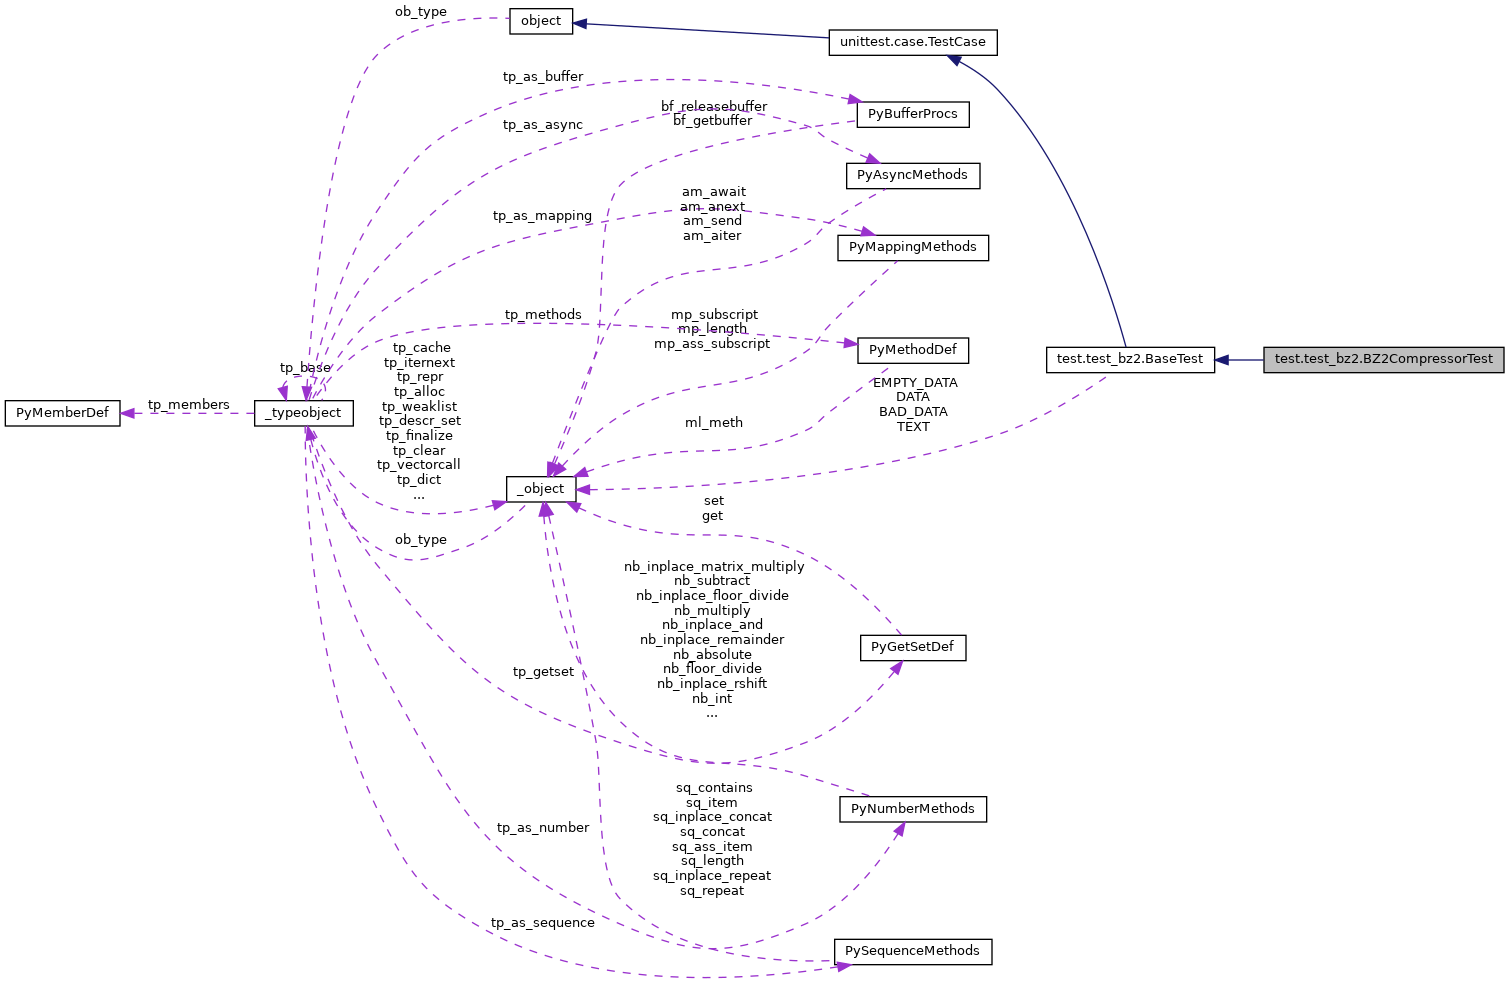 ob_type
object
unittest.case.TestCase
tp_as_buffer
bf_releasebuffer
bf_getbuffer
PyBufferProcs
tp_as_async
PyAsyncMethods
am_await
am_anext
am_send
am_aiter
tp_as_mapping
PyMappingMethods
tp_methods
mp_subscript
mp_length
mp_ass_subscript
PyMethodDef
test.test_bz2.BaseTest
test.test_bz2.BZ2CompressorTest
tp_base
tp_cache
tp_iternext
tp_repr
tp_alloc
tp_weaklist
tp_descr_set
tp_finalize
tp_clear
tp_vectorcall
tp_dict
...
EMPTY_DATA
DATA
BAD_DATA
TEXT
PyMemberDef
tp_members
_typeobject
ml_meth
_object
set
get
ob_type
nb_inplace_matrix_multiply
nb_subtract
nb_inplace_floor_divide
nb_multiply
nb_inplace_and
nb_inplace_remainder
nb_absolute
nb_floor_divide
nb_inplace_rshift
nb_int
...
PyGetSetDef
tp_getset
PyNumberMethods
tp_as_number
sq_contains
sq_item
sq_inplace_concat
sq_concat
sq_ass_item
sq_length
sq_inplace_repeat
sq_repeat
tp_as_sequence
PySequenceMethods